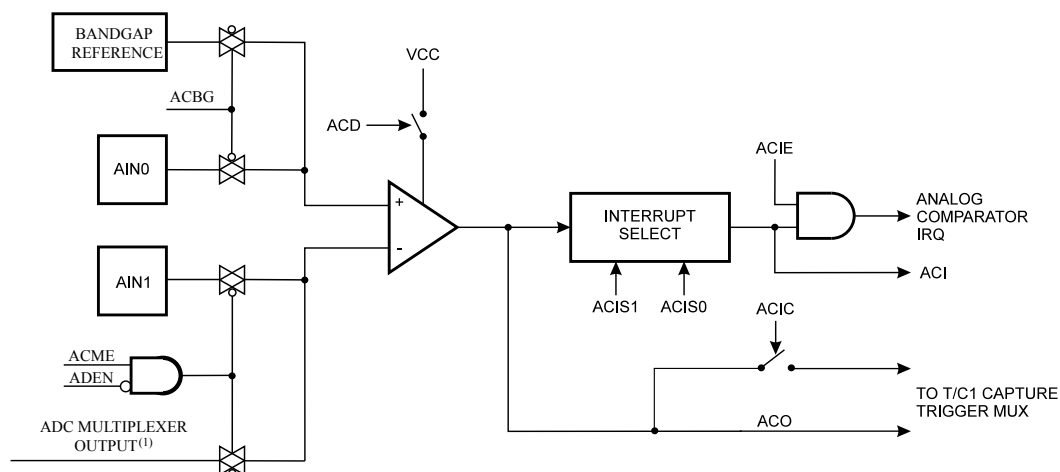 BANDGAP
REFERENCE
VCC
ACBG
ACD
AIN0
ACIE
+
INTERRUPT
SELECT
ANALOG
COMPARATOR
IRQ
-
AIN1
ACI
ACIS1
ACIS0
ACIC
ACME
ADEN
TO T/C1 CAPTURE
TRIGGER MUX
ACO
ADC MULTIPLEXER
OUTPUT(1)